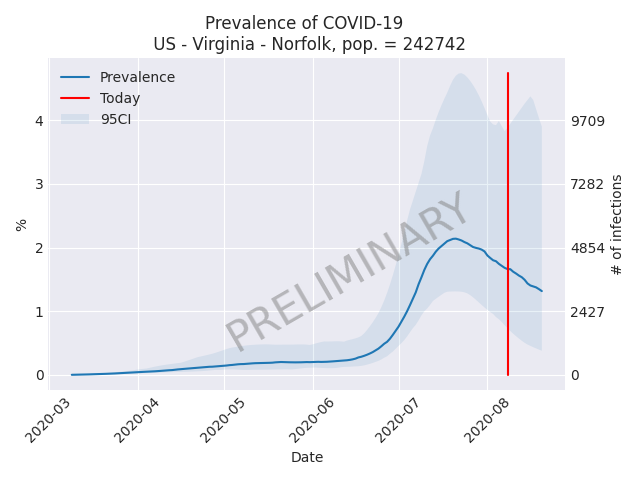 Prevalence of COVID-19
US - Virginia - Norfolk, pop. = 242742
Prevalence
Today
95CI
PRELIMINARY
%
4
3
2
1
0
9709
7282
4854
2427
0
# of infections
2020-03
2020-04
2020-05
2020-06
2020-07
2020-08
Date